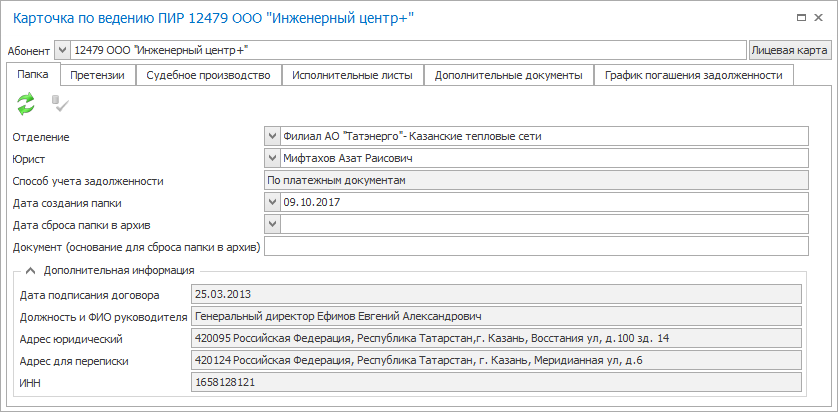 Карточка по ведению ПИР 12479 ООО "Инженерный центр+"
Абонент 12479 ООО "Инженерный центр+" Лицевая карта
Папка Претензии Судебное производство Исполнительные листы Дополнительные документы График погашения задолженности
Отделение Филиал АО "Татэнерго"- Казанские тепловые сети
Юрист Мифтахов Азат Раисович
Способ учета задолженности По платежным документам
Дата создания папки 09.10.2017
Дата сброса папки в архив
Документ (основание для сброса папки в архив)
Дополнительная информация
Дата подписания договора 25.03.2013
Должность и ФИО руководителя Генеральный директор Ефимов Евгений Александрович
Адрес юридический 420095 Российская Федерация, Республика Татарстан,г. Казань, Восстания ул, д.100 зд. 14
Адрес для переписки 420124 Российская Федерация, Республика Татарстан, г. Казань, Меридианная ул, д.6
ИНН 1658128121